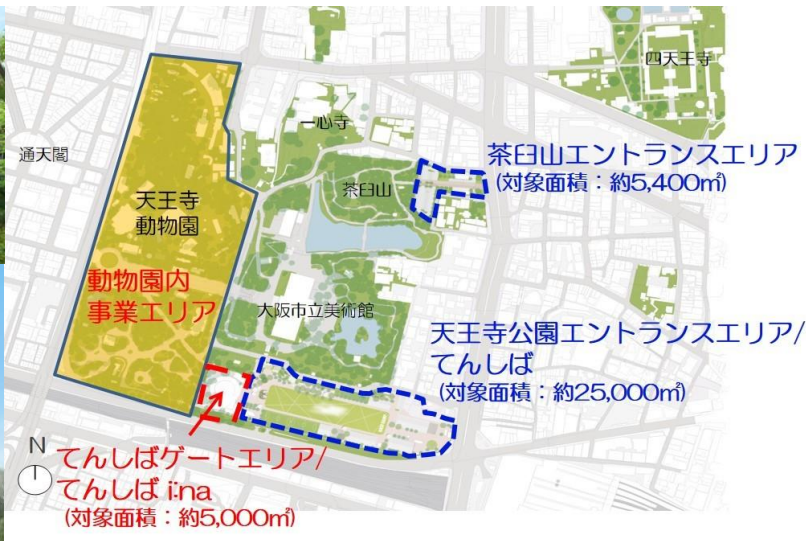 四天王寺
一心寺
通天閣
茶臼山エントランスエリア
(対象面積：約5,400㎡)
茶臼山
天王寺
動物園
動物園内
事業エリア
大阪市立美術館
天王寺公園エントランスエリア/
てんしば
(対象面積：約25,000㎡)
N
てんしばゲートエリア/
てんしば i:na
(対象面積：約5,000㎡)